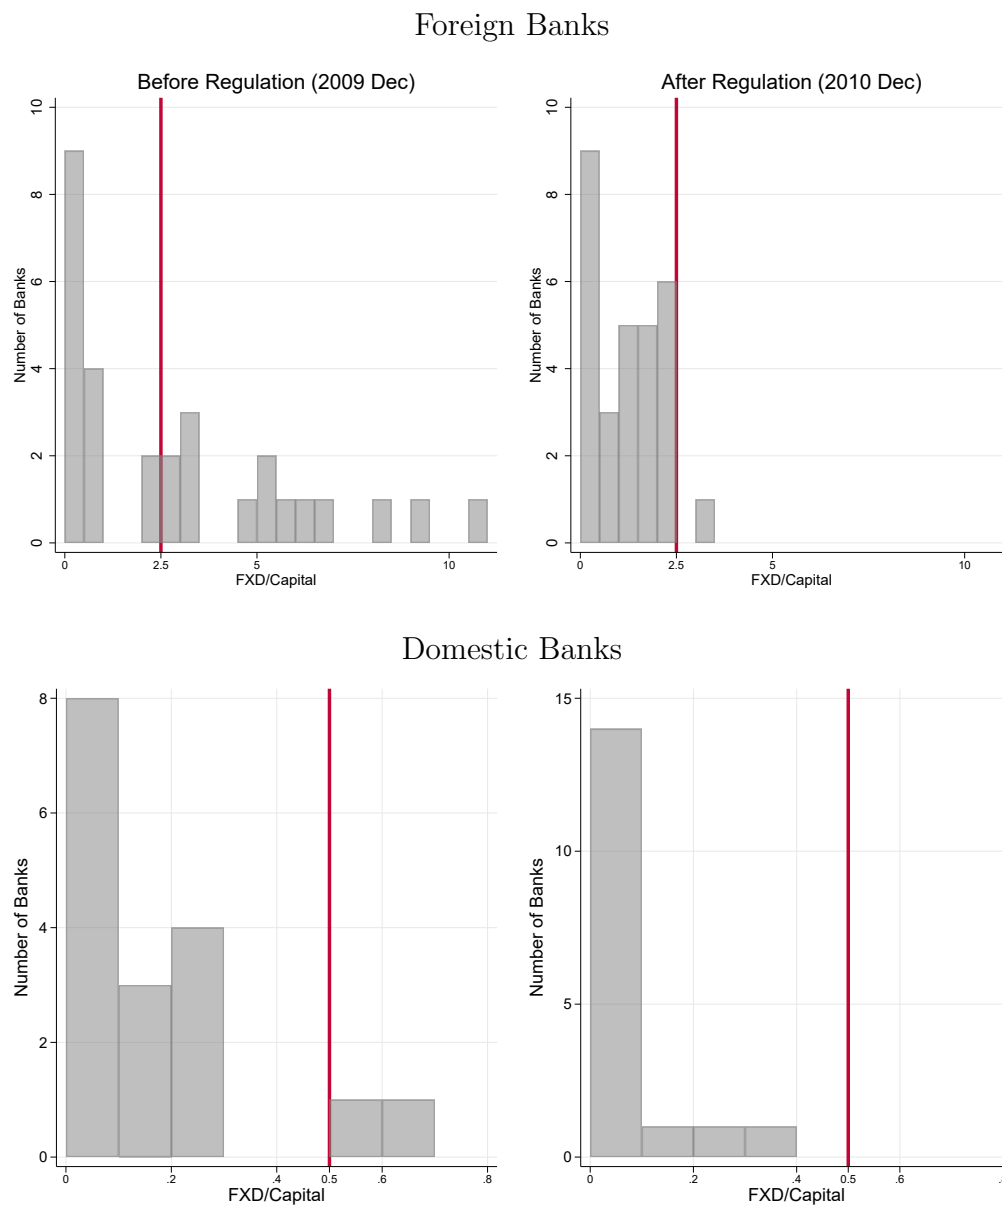 Foreign Banks
Before Regulation (2009 Dec)
Number of Banks
10
8
6
4
2
0
0 2.5 5 10
FXD/Capital
After Regulation (2010 Dec)
Number of Banks
10
8
6
4
2
0
0 2.5 5 10
FXD/Capital
Domestic Banks
Number of Banks
8
6
4
2
0
0 .2 .4 0.5 .6 .8
FXD/Capital
Number of Banks
15
10
5
0
0 .2 .4 0.5 .6
FXD/Capital